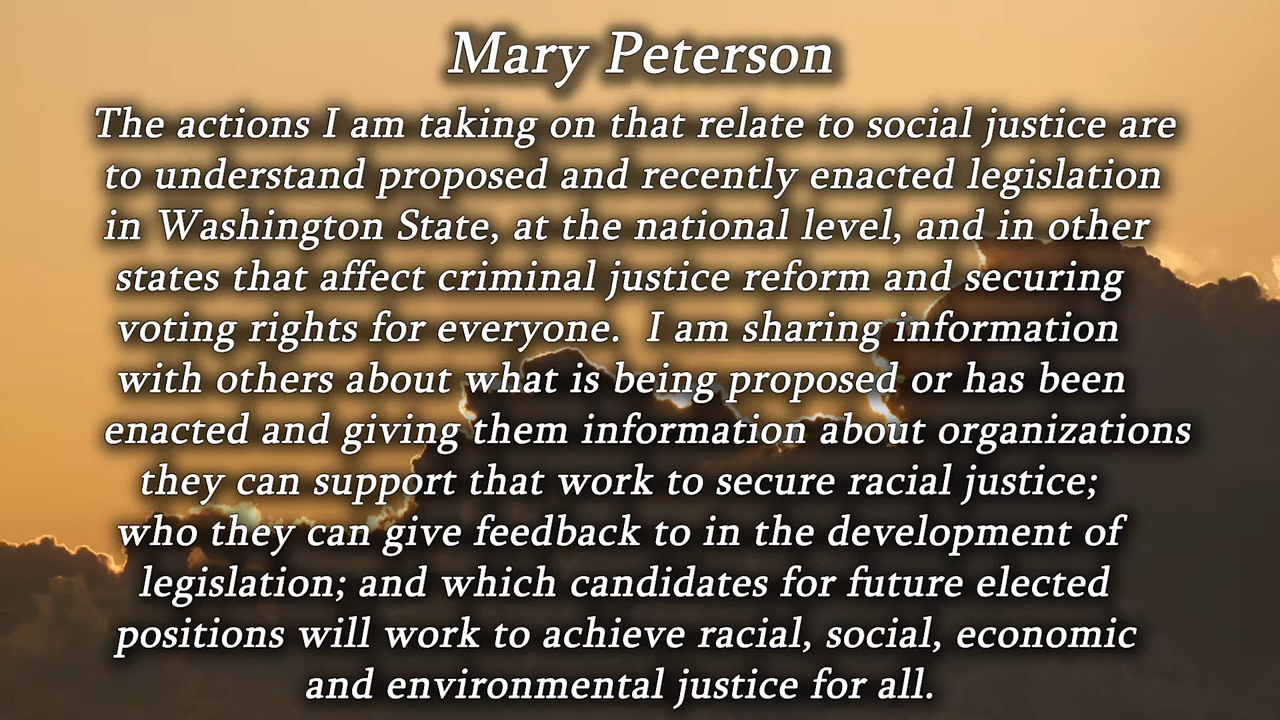 Mary Peterson
The actions I am taking on that relate to social justice are
to understand proposed and recently enacted legislation
in Washington State, at the national level, and in other
states that affect criminal justice reform and securing
voting rights for everyone.  I am sharing information
with others about what is being proposed or has been
enacted and giving them information about organizations
they can support that work to secure racial justice;
who they can give feedback to in the development of
legislation; and which candidates for future elected
positions will work to achieve racial, social, economic
and environmental justice for all.